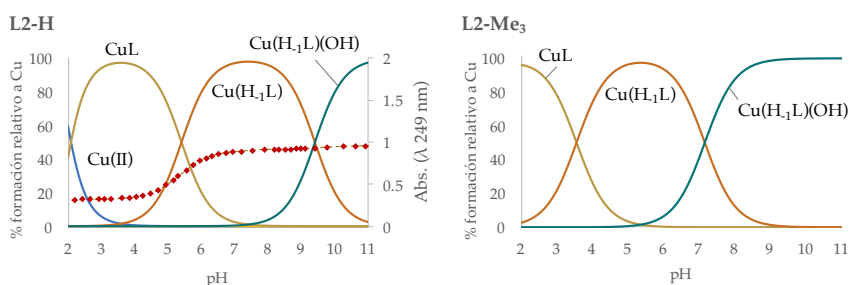 L2-H
L2-Me3
CuL
Cu(H-1L)(OH)
Cu(H-1L)
Cu(II)
% formación relativo a Cu
100
80
60
40
20
0
2
1.5
1
0.5
0
Abs. (λ 249 nm)
2 3 4 5 6 7 8 9 10 11
pH
CuL
Cu(H-1L)
Cu(H-1L)(OH)
% formación relativo a Cu
100
80
60
40
20
0
2 3 4 5 6 7 8 9 10 11
pH